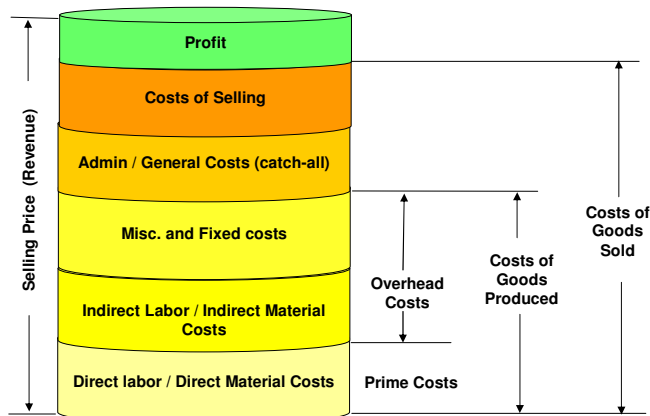 Profit
Costs of Selling
Admin / General Costs (catch-all)
Misc. and Fixed costs
Indirect Labor / Indirect Material
Costs
Direct labor / Direct Material Costs
Selling Price (Revenue)
Overhead
Costs
Prime Costs
Costs of
Goods
Produced
Costs of
Goods
Sold